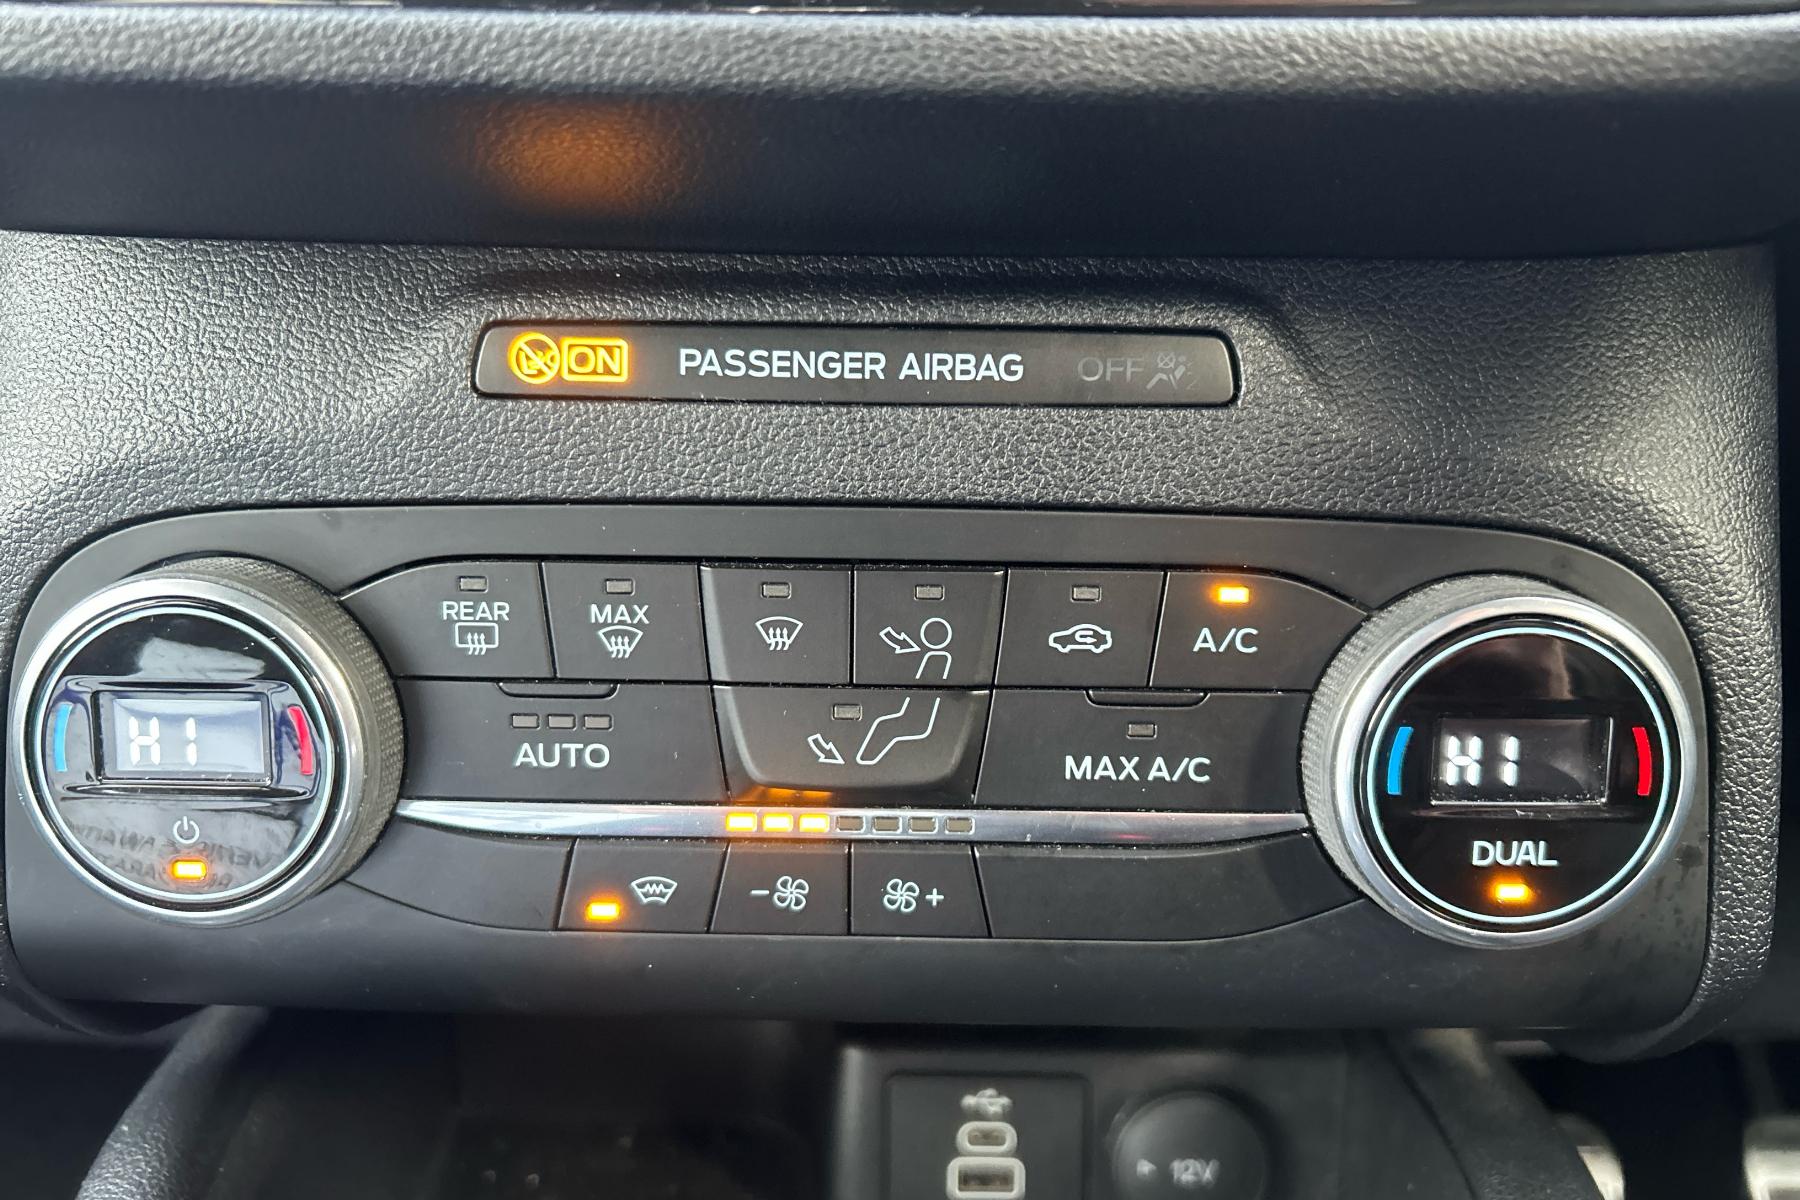 ON PASSENGER AIRBAG OFF
REAR
MAX
A/C
HI
AUTO
MAX A/C
HI
DUAL
- +
12V